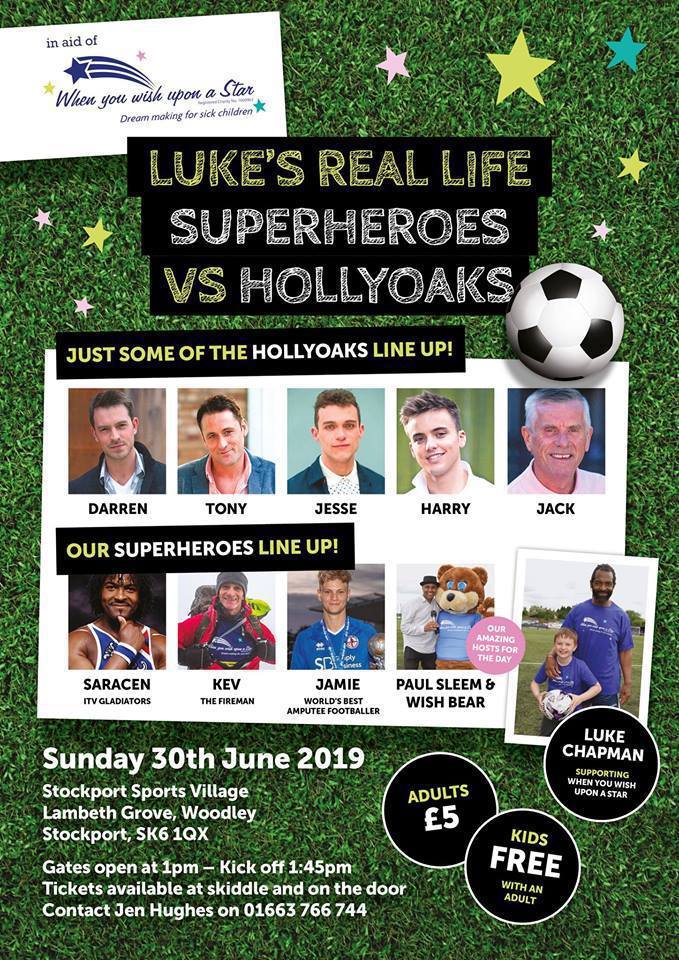 in aid of
When you wish upon a Star
Dream making for sick children
LUKE'S REAL LIFE
SUPERHEROES
VS HOLLYOAKS
JUST SOME OF THE HOLLYOAKS LINE UP!
DARREN
TONY
JESSE
HARRY
JACK
OUR SUPERHEROES LINE UP!
SARACEN
ITV GLADIATORS
KEV
THE FIREMAN
JAMIE
WORLD'S BEST
AMPUTEE FOOTBALLER
PAUL SLEEM &
WISH BEAR
OUR
AMAZING
HOSTS FOR
THE DAY
LUKE
CHAPMAN
SUPPORTING
WHEN YOU WISH
UPON A STAR
Sunday 30th June 2019
Stockport Sports Village
Lambeth Grove, Woodley
Stockport, SK6 1QX
Gates open at 1pm – Kick off 1:45pm
Tickets available at skiddle and on the door
Contact Jen Hughes on 01663 766 744
ADULTS
£5
KIDS
FREE
WITH AN
ADULT